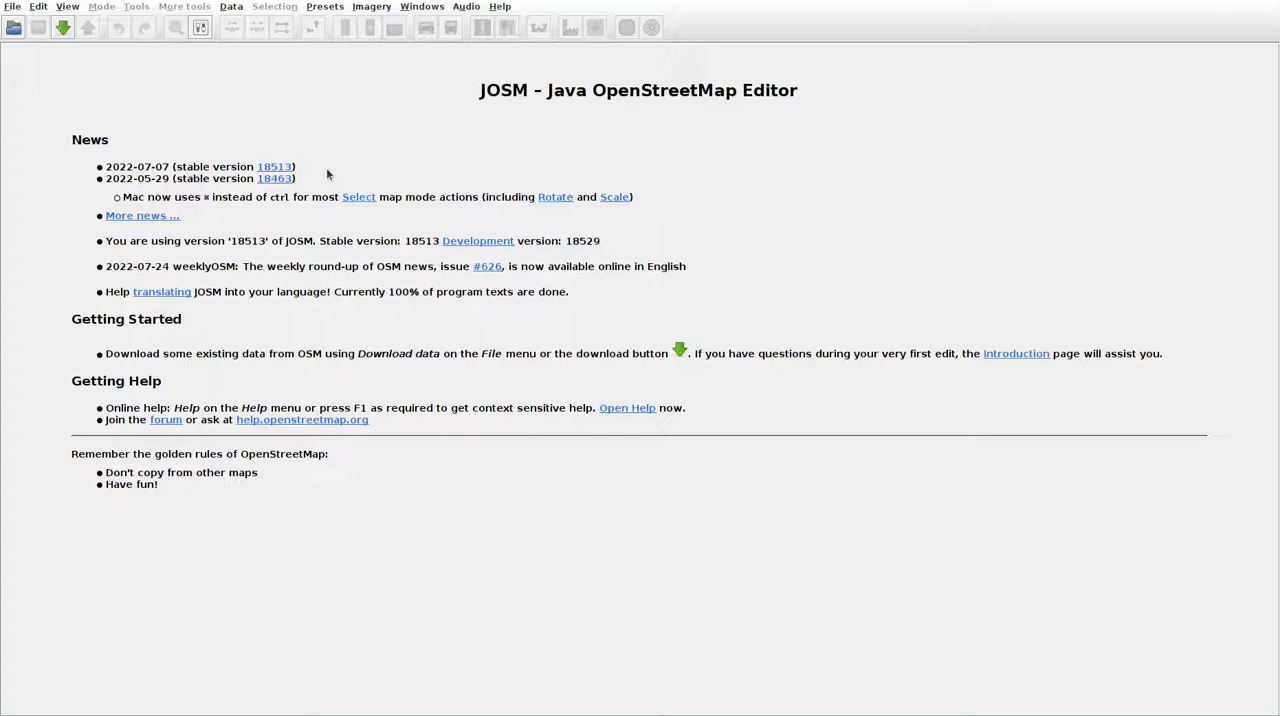 File Edit View Mode Tools More tools Data Selection Presets Imagery Windows Audio Help
JOSM – Java OpenStreetMap Editor
News
2022-07-07 (stable version 18513)
2022-05-29 (stable version 18463)
Mac now uses ⌘ instead of ctrl for most Select map mode actions (including Rotate and Scale)
More news ...
You are using version '18513' of JOSM. Stable version: 18513 Development version: 18529
2022-07-24 weeklyOSM: The weekly round-up of OSM news, issue #626, is now available online in English
Help translating JOSM into your language! Currently 100% of program texts are done.
Getting Started
Download some existing data from OSM using Download data on the File menu or the download button . If you have questions during your very first edit, the Introduction page will assist you.
Getting Help
Online help: Help on the Help menu or press F1 as required to get context sensitive help. Open Help now.
Join the forum or ask at help.openstreetmap.org
Remember the golden rules of OpenStreetMap:
Don't copy from other maps
Have fun!